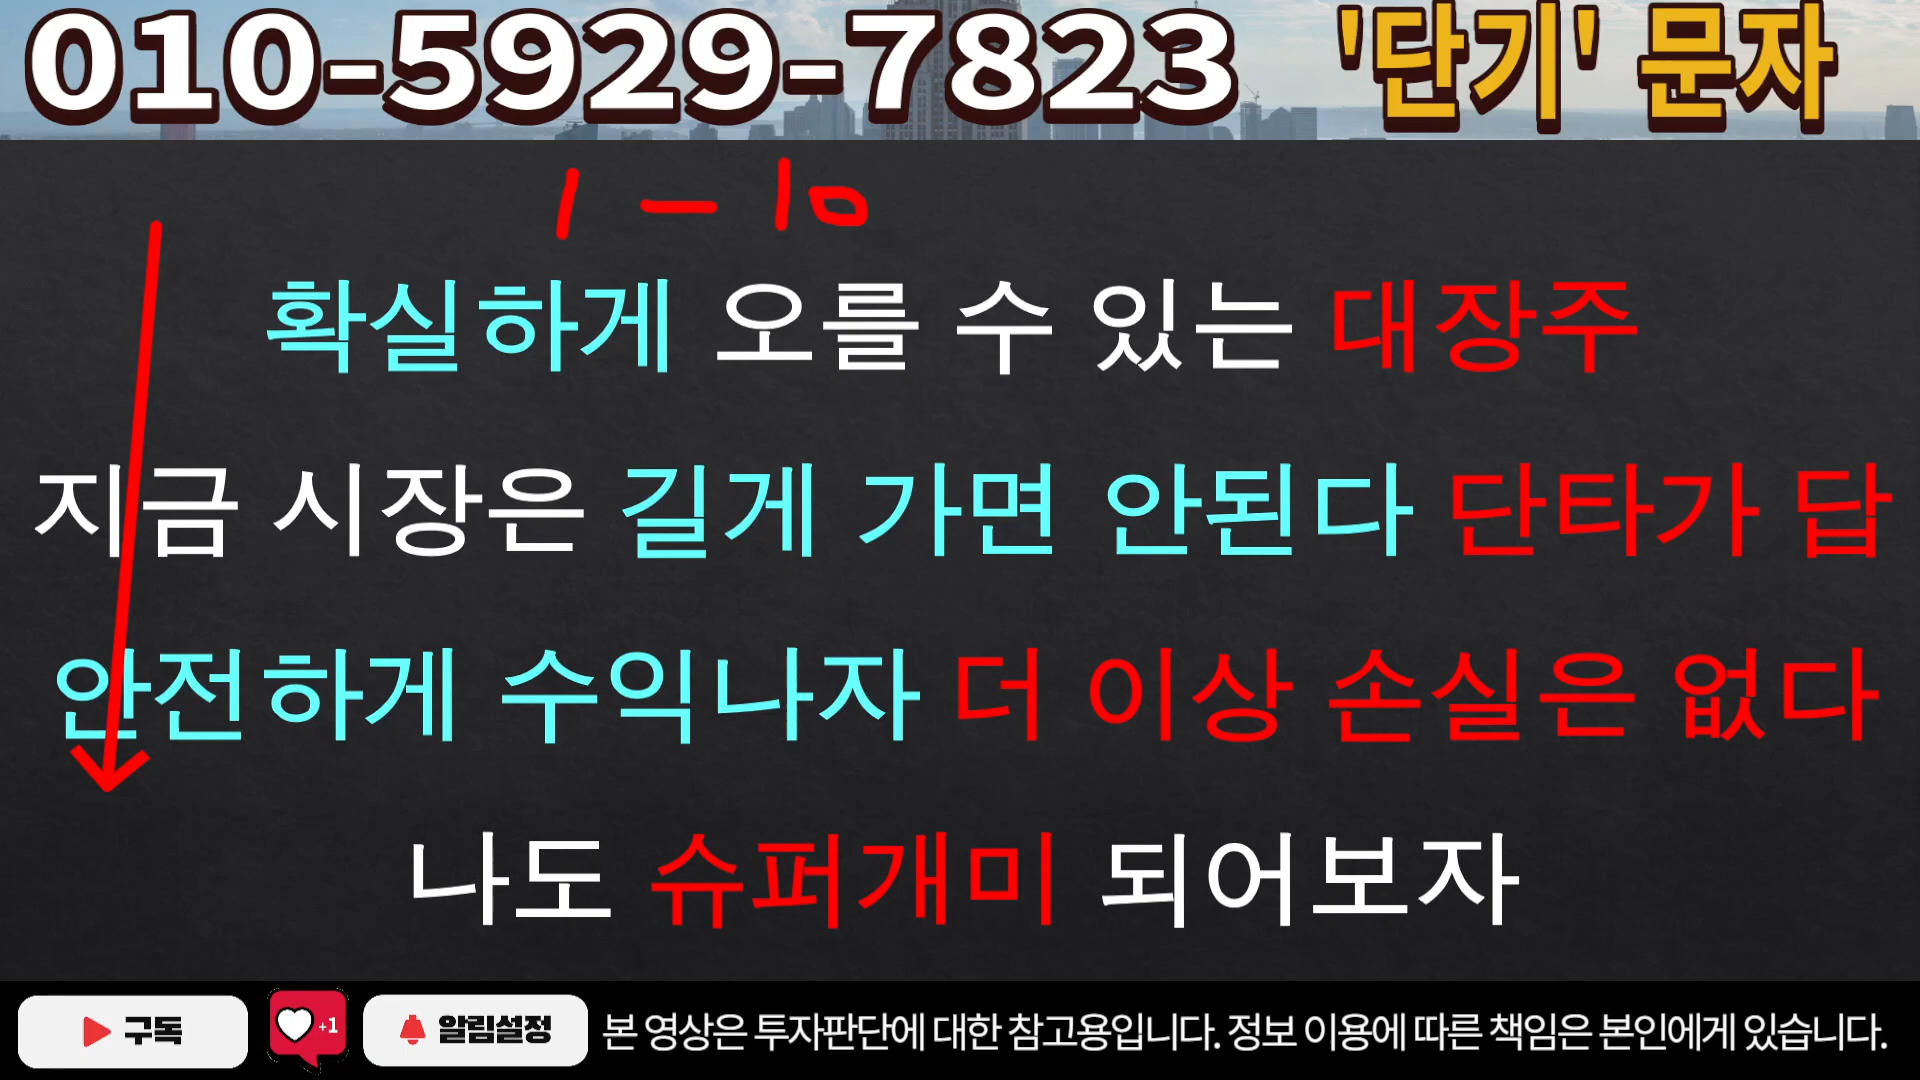 010-5929-7823 '단기' 문자
1 - 10
확실하게 오를 수 있는 대장주
지금 시장은 길게 가면 안된다 단타가 답
안전하게 수익나자 더 이상 손실은 없다
나도 슈퍼개미 되어보자
구독 +1 알림설정 본 영상은 투자판단에 대한 참고용입니다. 정보 이용에 따른 책임은 본인에게 있습니다.